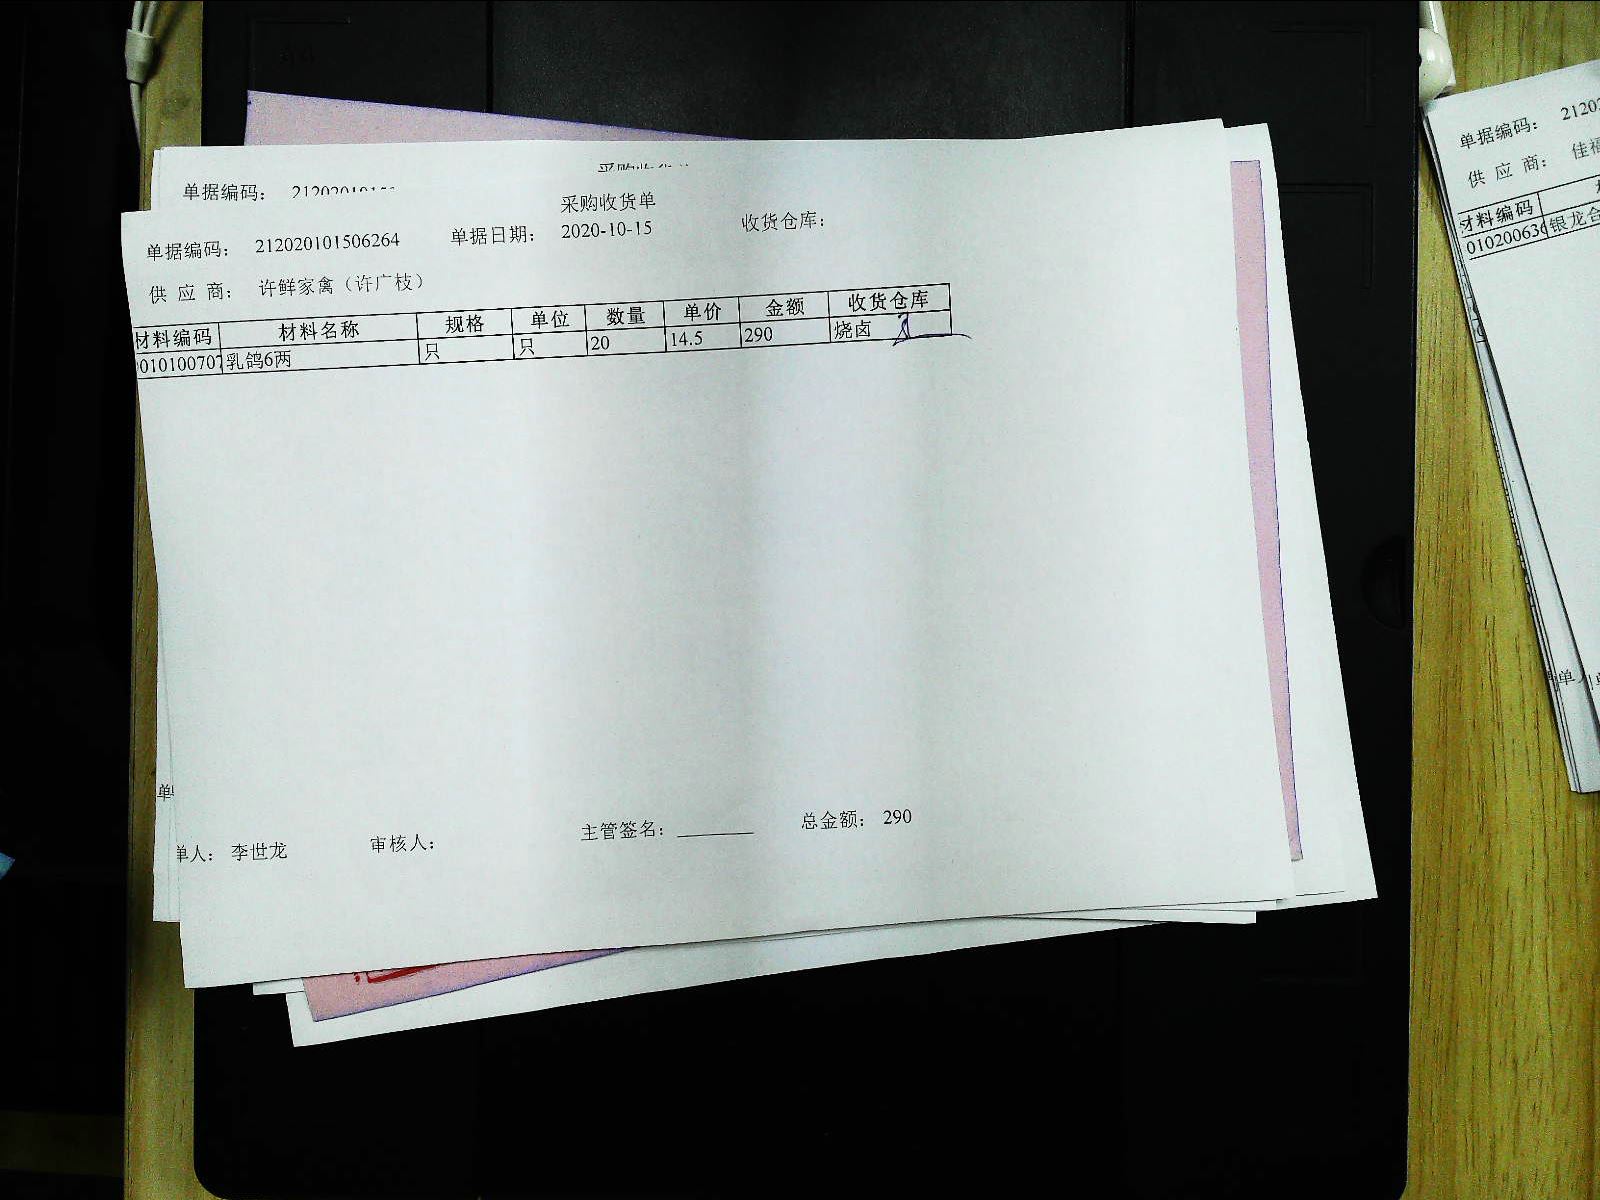 单据编码：
采购收货单
单据编码： 212020101506264 单据日期： 2020-10-15 收货仓库：
供 应 商： 许鲜家禽（许广枝）
材料编码 材料名称 规格 单位 数量 单价 金额 收货仓库
010100707 乳鸽6两 只 只 20 14.5 290 烧卤
单人： 李世龙 审核人： 主管签名： 总金额： 290
单据编码： 2120
供 应 商： 佳福
材料编码
01020063 银龙